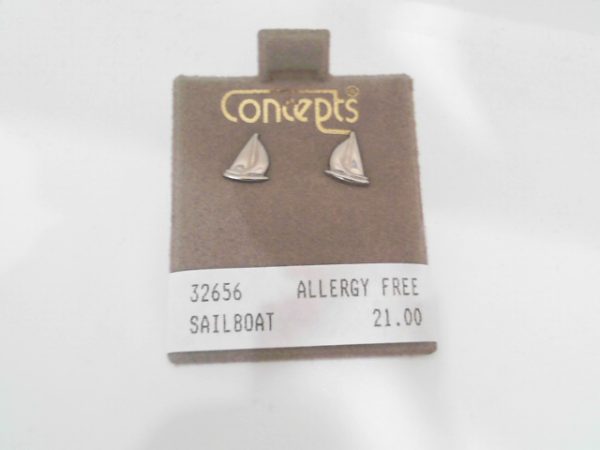 Concepts®
32656 ALLERGY FREE
SAILBOAT 21.00